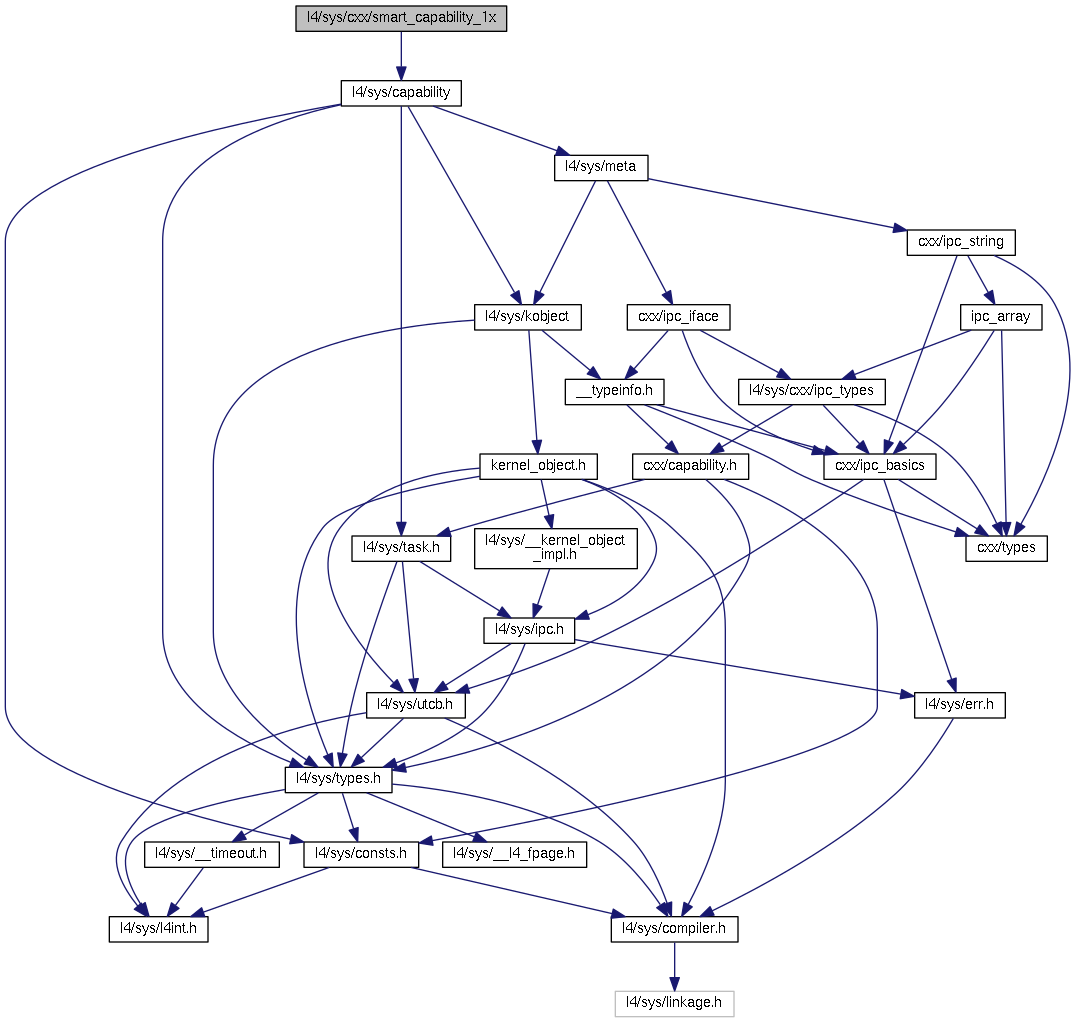 l4/sys/cxx/smart_capability_1x
l4/sys/capability
l4/sys/meta
cxx/ipc_string
l4/sys/kobject
cxx/ipc_iface
ipc_array
__typeinfo.h
l4/sys/cxx/ipc_types
kernel_object.h
cxx/capability.h
cxx/ipc_basics
l4/sys/task.h
l4/sys/__kernel_object
_impl.h
cxx/types
l4/sys/ipc.h
l4/sys/utcb.h
l4/sys/err.h
l4/sys/types.h
l4/sys/__timeout.h
l4/sys/consts.h
l4/sys/__l4_fpage.h
l4/sys/l4int.h
l4/sys/compiler.h
l4/sys/linkage.h